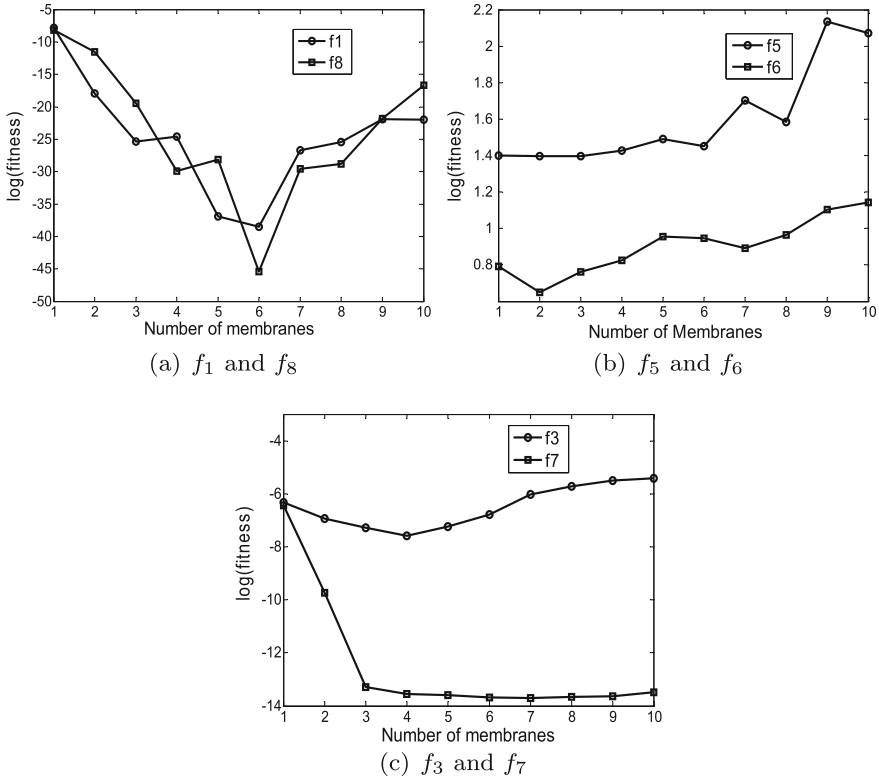 -5
-10
-15
-20
-25
-30
-35
-40
-45
-50
log(fitness)
f1
f8
1 2 3 4 5 6 7 8 9 10
Number of membranes
(a) f1 and f8
2.2
2
1.8
1.6
1.4
1.2
1
0.8
log(fitness)
f5
f6
1 2 3 4 5 6 7 8 9 10
Number of Membranes
(b) f5 and f6
-4
-6
-8
-10
-12
-14
log(fitness)
f3
f7
1 2 3 4 5 6 7 8 9 10
Number of membranes
(c) f3 and f7